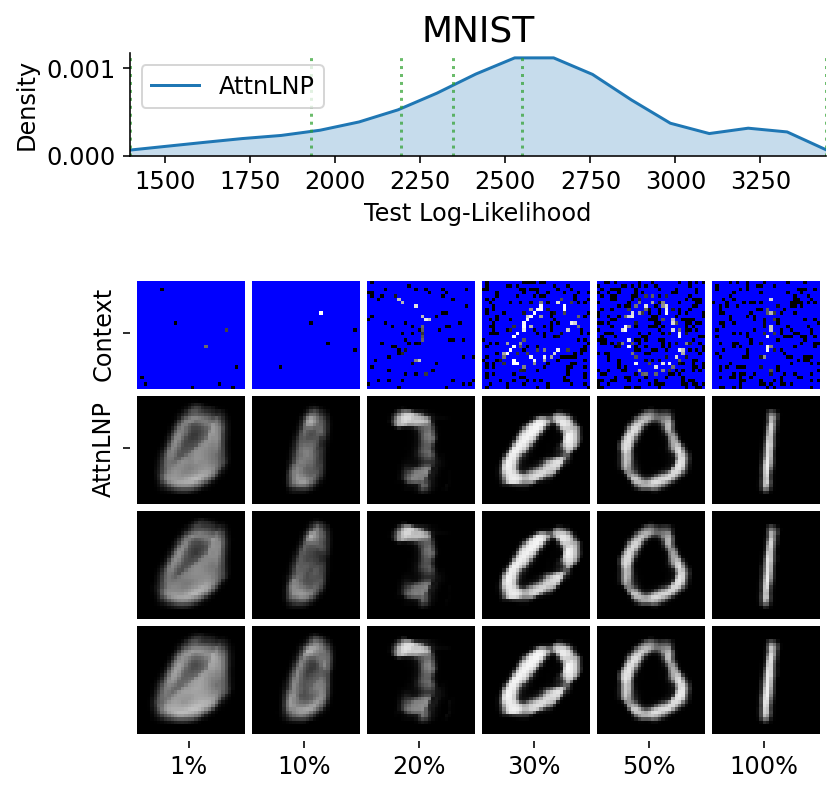 MNIST
Density
0.001
0.000
AttnLNP
1500 1750 2000 2250 2500 2750 3000 3250
Test Log-Likelihood
Context
AttnLNP
1% 10% 20% 30% 50% 100%